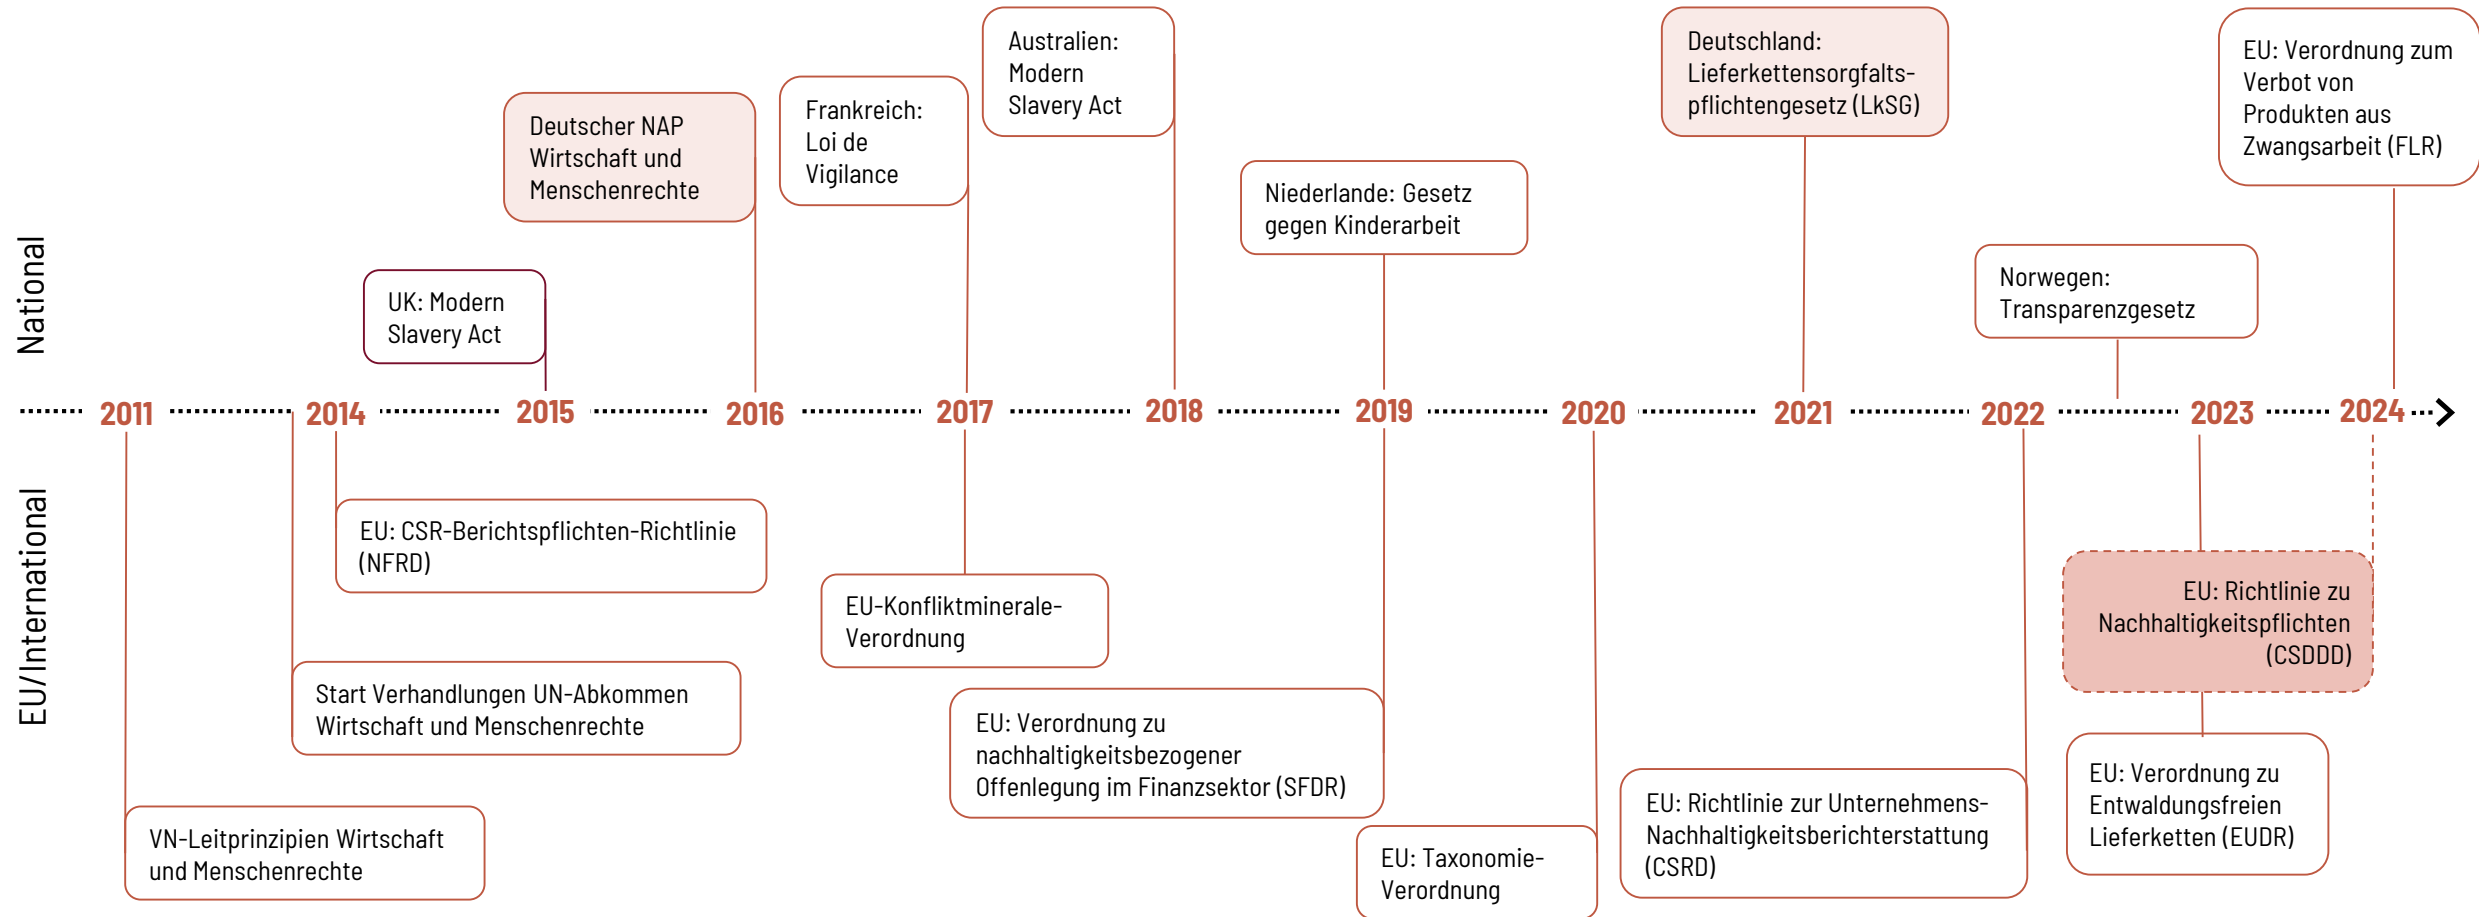 National
Deutscher NAP
Wirtschaft und
Menschenrechte
Frankreich:
Loi de
Vigilance
Australien:
Modern
Slavery Act
Deutschland:
Lieferkettensorgfalts-
pflichtengesetz (LkSG)
EU: Verordnung zum
Verbot von
Produkten aus
Zwangsarbeit (FLR)
UK: Modern
Slavery Act
Niederlande: Gesetz
gegen Kinderarbeit
Norwegen:
Transparenzgesetz
2011
2014
2015
2016
2017
2018
2019
2020
2021
2022
2023
2024
EU/International
EU: CSR-Berichtspflichten-Richtlinie
(NFRD)
Start Verhandlungen UN-Abkommen
Wirtschaft und Menschenrechte
VN-Leitprinzipien Wirtschaft
und Menschenrechte
EU-Konfliktminerale-
Verordnung
EU: Verordnung zu
nachhaltigkeitsbezogener
Offenlegung im Finanzsektor (SFDR)
EU: Taxonomie-
Verordnung
EU: Richtlinie zur Unternehmens-
Nachhaltigkeitsberichterstattung
(CSRD)
EU: Richtlinie zu
Nachhaltigkeitspflichten
(CSDDD)
EU: Verordnung zu
Entwaldungsfreien
Lieferketten (EUDR)